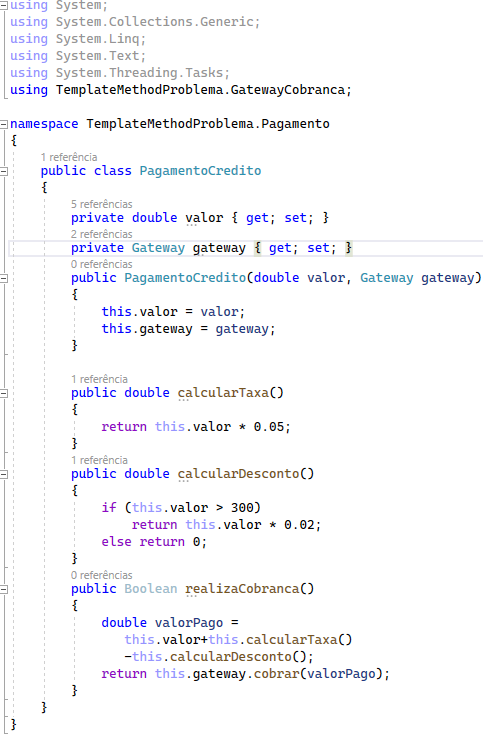 using System;
using System.Collections.Generic;
using System.Linq;
using System.Text;
using System.Threading.Tasks;
using TemplateMethodProblema.GatewayCobranca;

namespace TemplateMethodProblema.Pagamento
{
    1 referência
    public class PagamentoCredito
    {
        5 referências
        private double valor { get; set; }
        2 referências
        private Gateway gateway { get; set; }
        0 referências
        public PagamentoCredito(double valor, Gateway gateway)
        {
            this.valor = valor;
            this.gateway = gateway;
        }

        1 referência
        public double calcularTaxa()
        {
            return this.valor * 0.05;
        }
        1 referência
        public double calcularDesconto()
        {
            if (this.valor > 300)
                return this.valor * 0.02;
            else return 0;
        }
        0 referências
        public Boolean realizaCobranca()
        {
            double valorPago =
               this.valor+this.calcularTaxa()
               -this.calcularDesconto();
            return this.gateway.cobrar(valorPago);
        }
    }
}